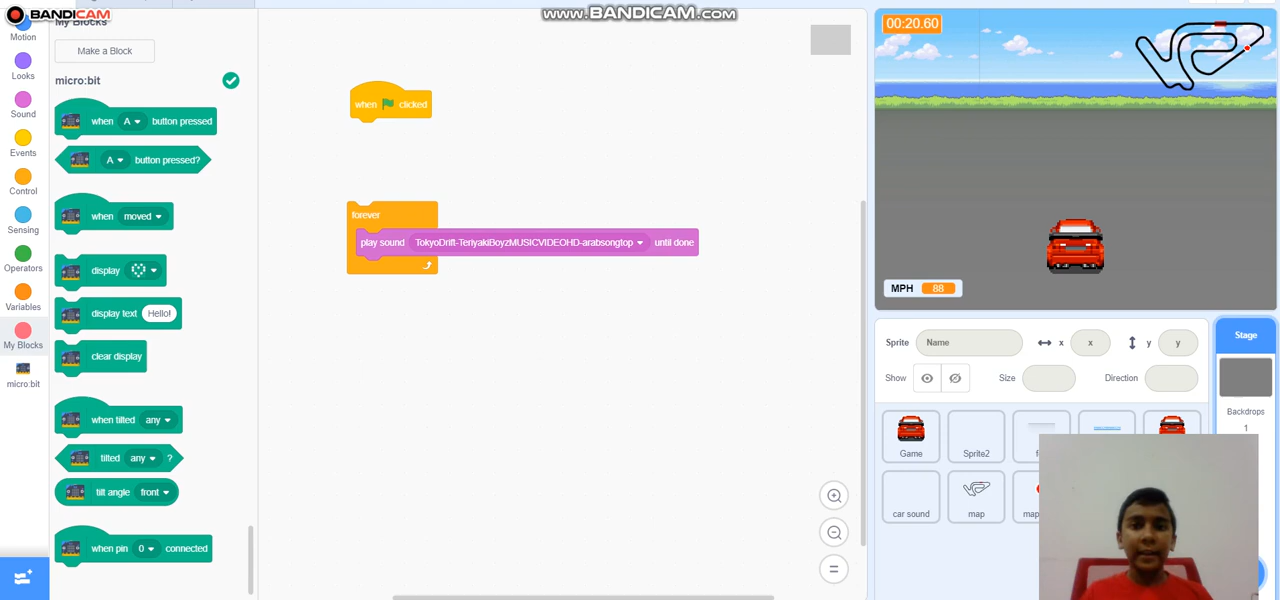 BANDICAM
www.BANDICAM.com
My Blocks
Motion
Looks
Sound
Events
Control
Sensing
Operators
Variables
My Blocks
micro:bit
Make a Block
micro:bit
when A button pressed
A button pressed?
when moved
display
display text Hello!
clear display
when tilted any
tilted any ?
tilt angle front
when pin 0 connected
when clicked
forever
play sound TokyoDrift-TeriyakiBoyzMUSICVIDEOHD-arabsongtop until done
00:20.60
MPH 88
Sprite Name x x y y
Show Size Direction
Stage
Backdrops
1
Game
Sprite2
car sound
map